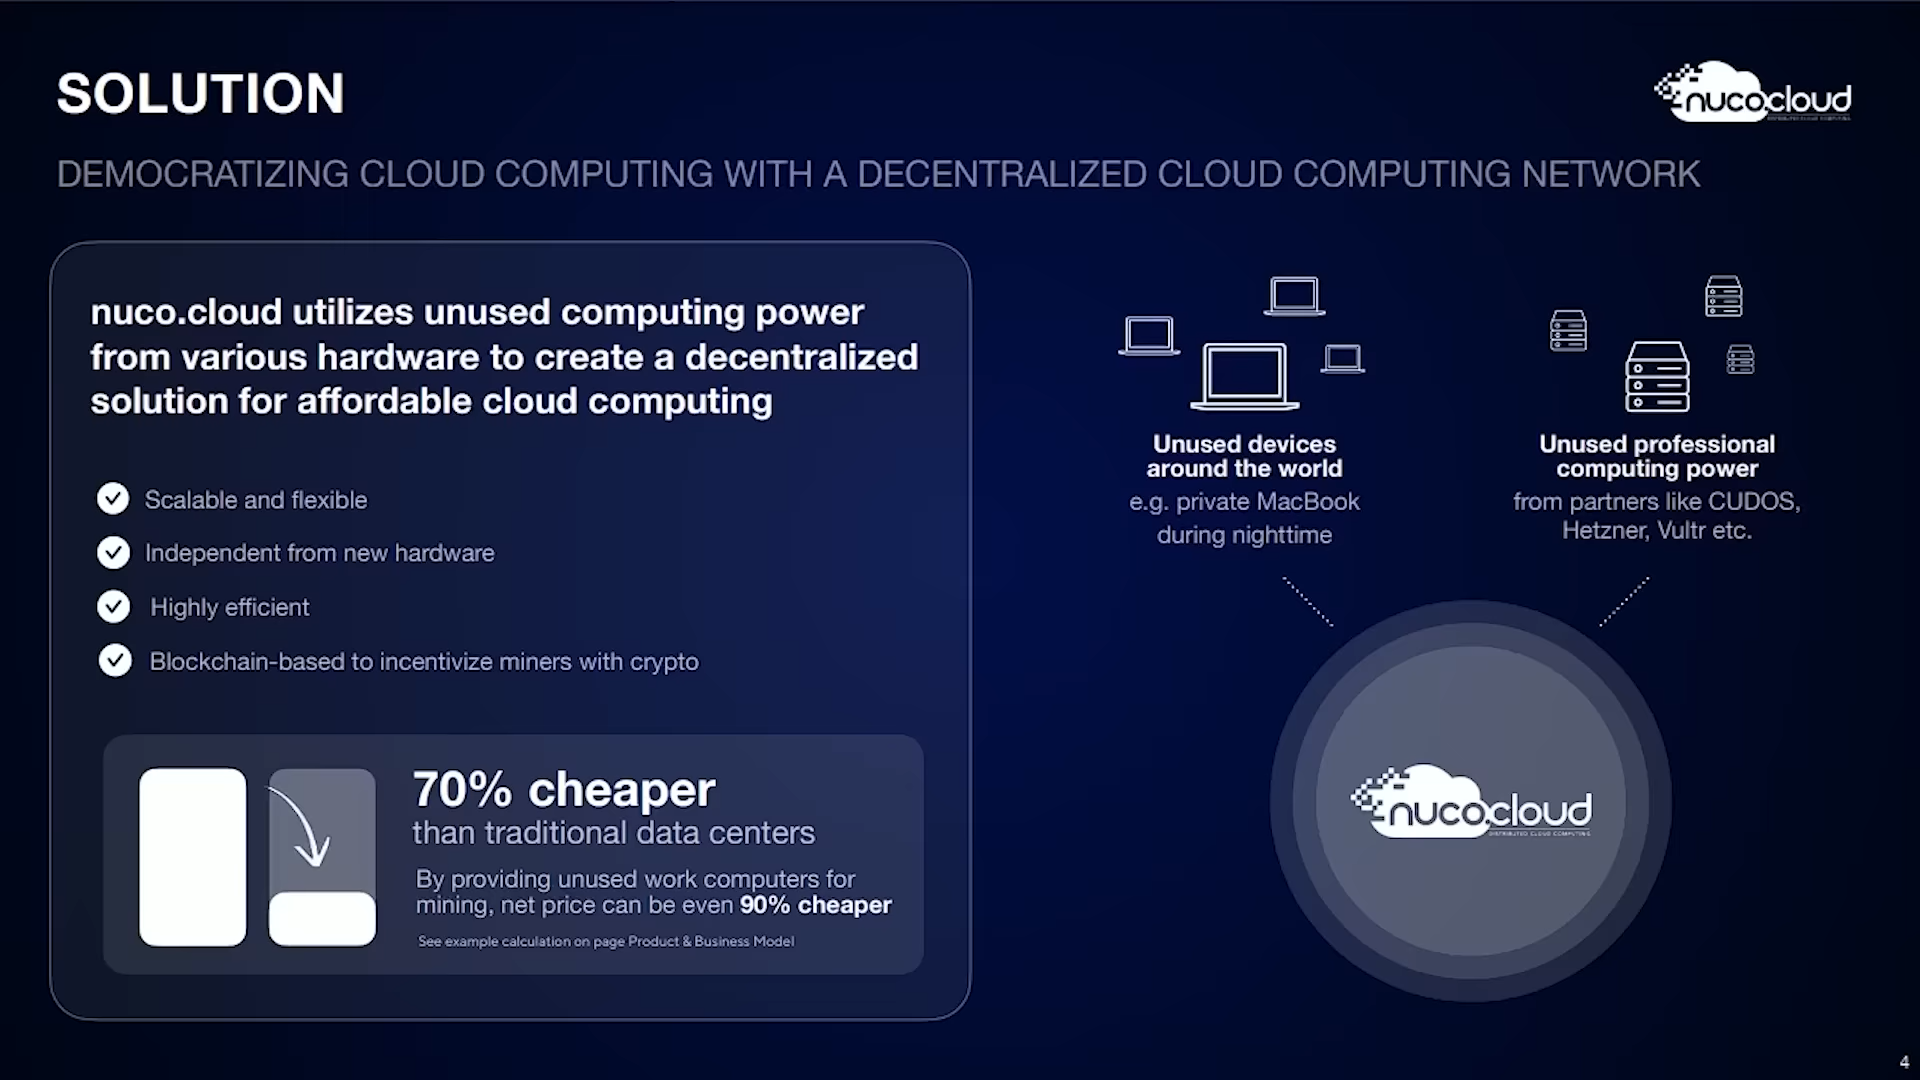 SOLUTION
nuco.cloud
DEMOCRATIZING CLOUD COMPUTING WITH A DECENTRALIZED CLOUD COMPUTING NETWORK
nuco.cloud utilizes unused computing power
from various hardware to create a decentralized
solution for affordable cloud computing
Scalable and flexible
Independent from new hardware
Highly efficient
Blockchain-based to incentivize miners with crypto
70% cheaper
than traditional data centers
By providing unused work computers for
mining, net price can be even 90% cheaper
See example calculation on page Product & Business Model
Unused devices
around the world
e.g. private MacBook
during nighttime
Unused professional
computing power
from partners like CUDOS,
Hetzner, Vultr etc.
nuco.cloud
DISTRIBUTED CLOUD COMPUTING
4